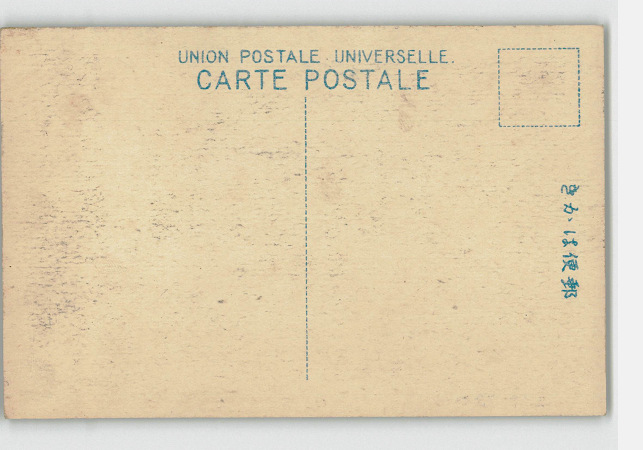 UNION POSTALE UNIVERSELLE.
CARTE POSTALE
郵便はかき